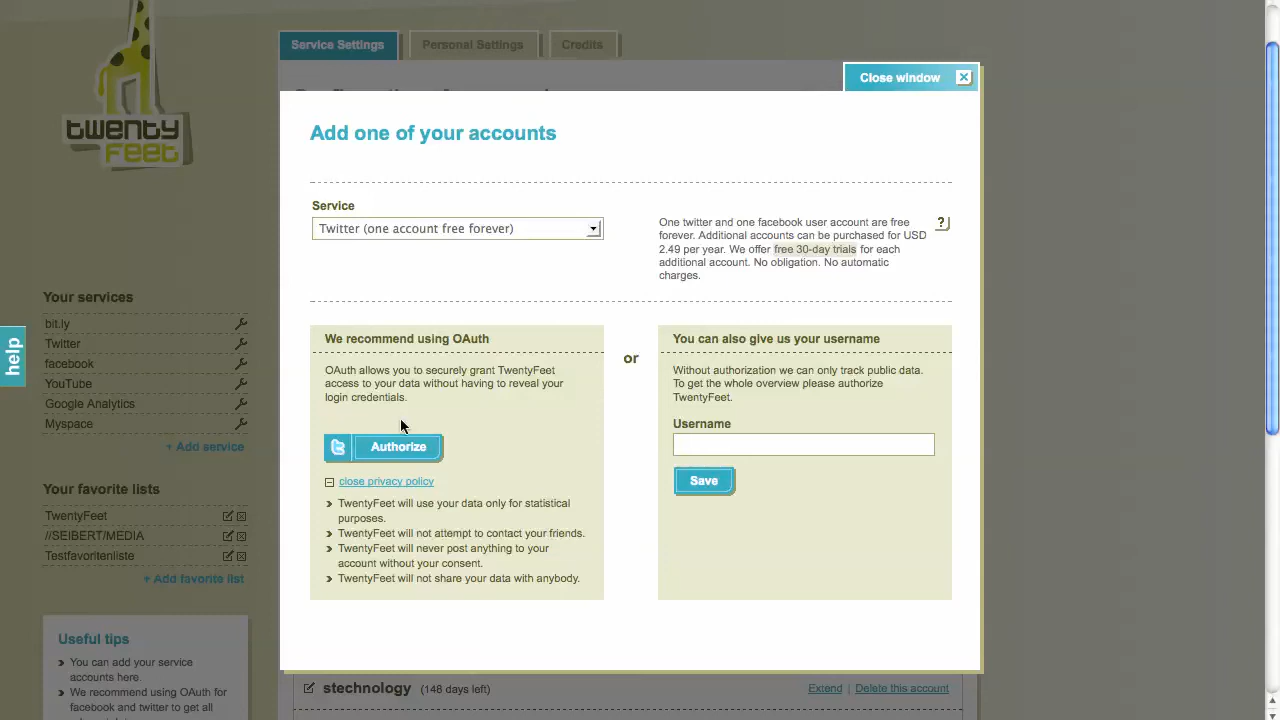 Service Settings
Personal Settings
Credits
Close window
twenty
FEET
Add one of your accounts
Service
Twitter (one account free forever)
One twitter and one facebook user account are free
forever. Additional accounts can be purchased for USD
2.49 per year. We offer free 30-day trials for each
additional account. No obligation. No automatic
charges.
?
help
Your services
bit.ly
Twitter
facebook
YouTube
Google Analytics
Myspace
+ Add service
Your favorite lists
TwentyFeet
//SEIBERT/MEDIA
Testfavoritenliste
+ Add favorite list
Useful tips
You can add your service
accounts here.
We recommend using OAuth for
facebook and twitter to get all
We recommend using OAuth
OAuth allows you to securely grant TwentyFeet
access to your data without having to reveal your
login credentials.
Authorize
close privacy policy
TwentyFeet will use your data only for statistical
purposes.
TwentyFeet will not attempt to contact your friends.
TwentyFeet will never post anything to your
account without your consent.
TwentyFeet will not share your data with anybody.
or
You can also give us your username
Without authorization we can only track public data.
To get the whole overview please authorize
TwentyFeet.
Username
Save
stechnology (148 days left)
Extend | Delete this account